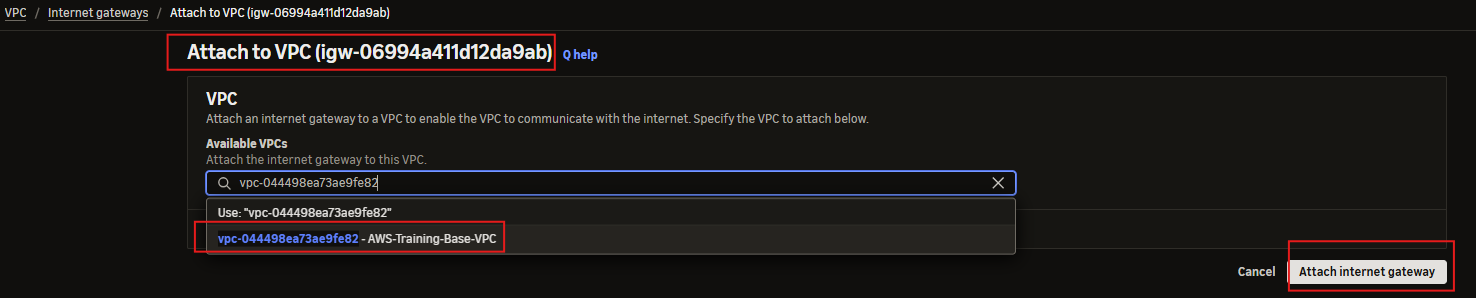 VPC / Internet gateways / Attach to VPC (igw-06994a411d12da9ab)
Attach to VPC (igw-06994a411d12da9ab) Q help
VPC
Attach an internet gateway to a VPC to enable the VPC to communicate with the internet. Specify the VPC to attach below.
Available VPCs
Attach the internet gateway to this VPC.
vpc-044498ea73ae9fe82
Use: "vpc-044498ea73ae9fe82"
vpc-044498ea73ae9fe82 - AWS-Training-Base-VPC
Cancel Attach internet gateway